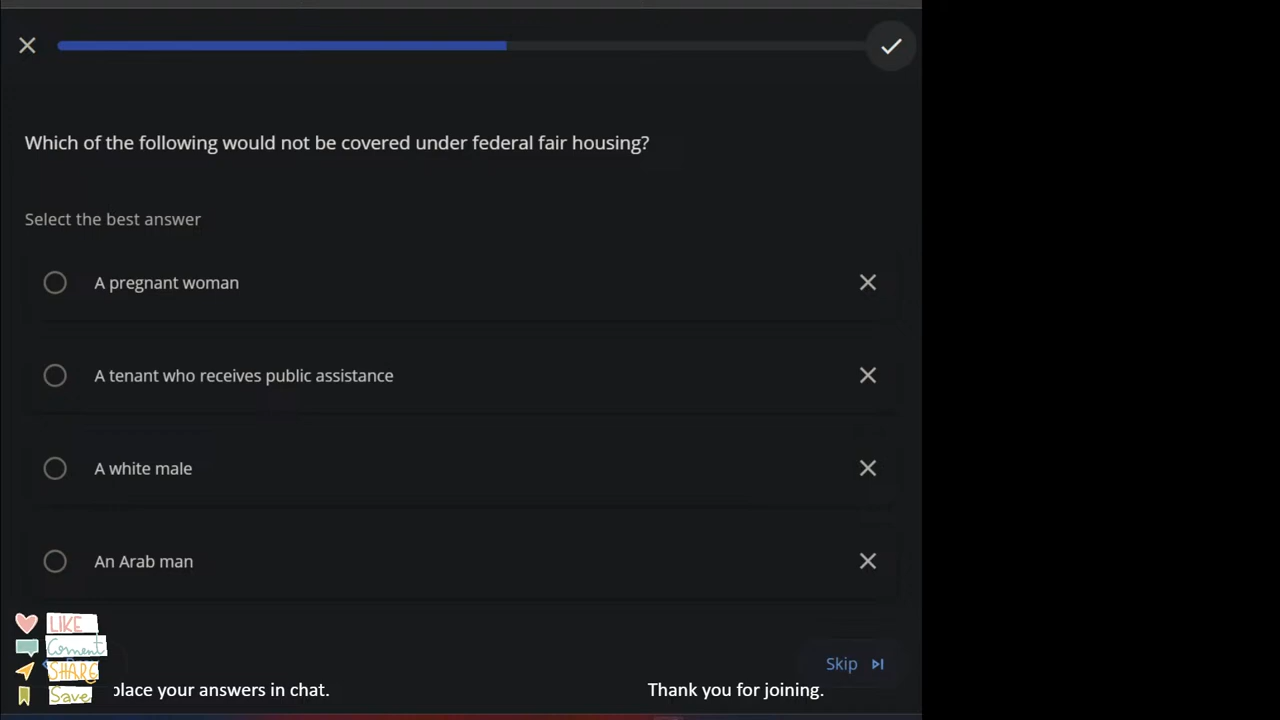 Which of the following would not be covered under federal fair housing?
Select the best answer
A pregnant woman
A tenant who receives public assistance
A white male
An Arab man
LIKE
Coment
SHARE
Save
Skip
place your answers in chat.
Thank you for joining.